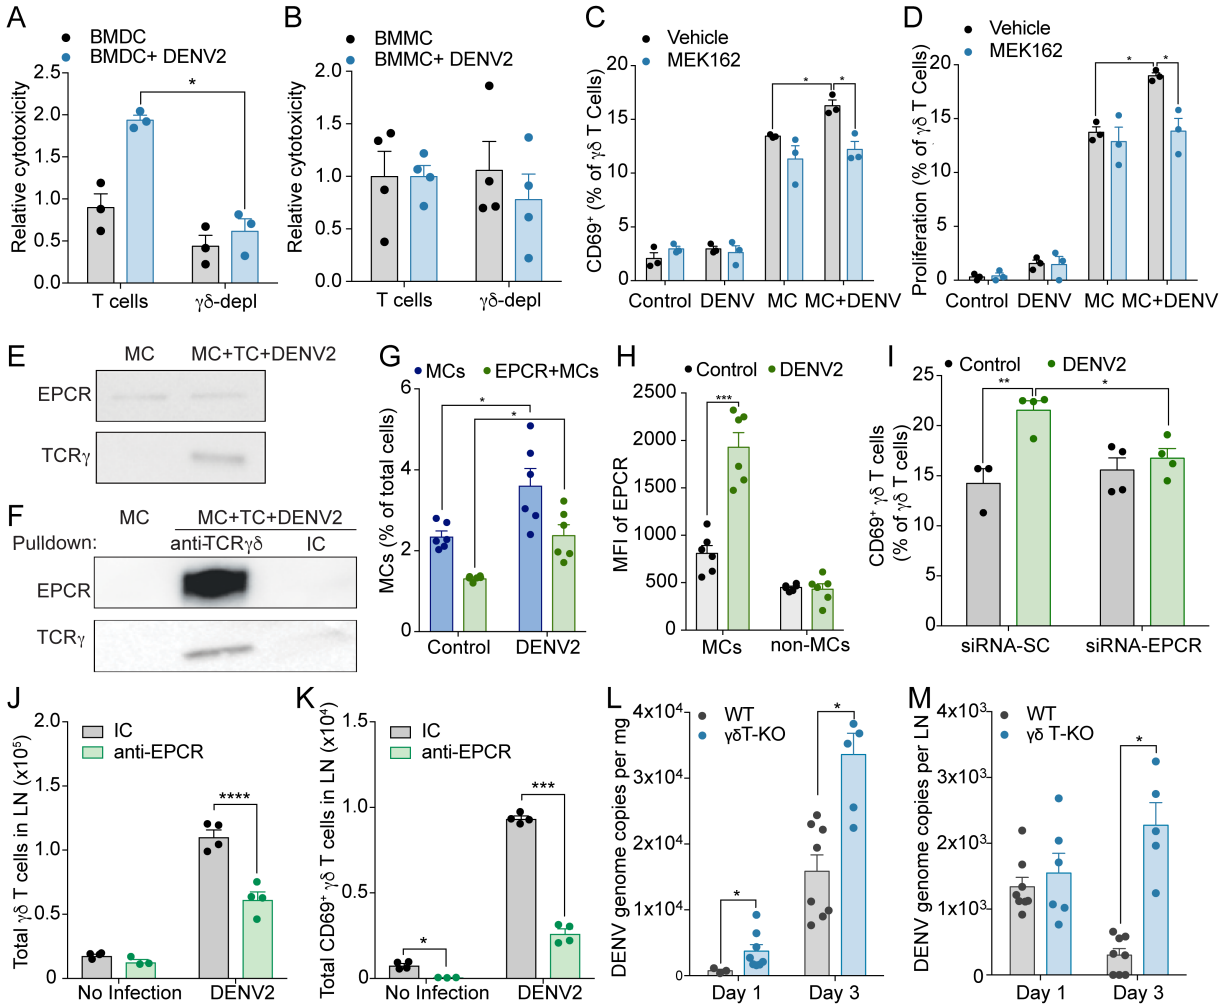 A
BMDC
BMDC+ DENV2
Relative cytotoxicity
2.5
2.0
1.5
1.0
0.5
0.0
*
T cells
γδ-depl
B
BMMC
BMMC+ DENV2
Relative cytotoxicity
2.0
1.5
1.0
0.5
0.0
T cells
γδ-depl
C
Vehicle
MEK162
CD69⁺ (% of γδ T Cells)
20
15
10
5
0
*
*
Control
DENV
MC
MC+DENV
D
Vehicle
MEK162
Proliferation (% of γδ T Cells)
20
15
10
5
0
*
*
Control
DENV
MC
MC+DENV
E
MC
MC+TC+DENV2
EPCR
TCRγ
F
MC
MC+TC+DENV2
Pulldown:
anti-TCRγδ
IC
EPCR
TCRγ
G
MCs
EPCR+MCs
MCs (% of total cells)
6
4
2
0
*
*
Control
DENV2
H
Control
DENV2
MFI of EPCR
2500
2000
1500
1000
500
0
***
MCs
non-MCs
I
Control
DENV2
CD69⁺ γδ T cells
(% of γδ T cells)
25
20
15
10
5
0
**
*
siRNA-SC
siRNA-EPCR
J
IC
anti-EPCR
Total γδ T cells in LN (x10⁵)
2.0
1.5
1.0
0.5
0
****
No Infection
DENV2
K
IC
anti-EPCR
Total CD69⁺ γδ T cells in LN (x10⁴)
1.5
1.0
0.5
0
*
***
No Infection
DENV2
L
WT
γδT-KO
DENV genome copies per mg
4x10⁴
3x10⁴
2x10⁴
1x10⁴
0
*
*
Day 1
Day 3
M
WT
γδ T-KO
DENV genome copies per LN
4x10³
3x10³
2x10³
1x10³
0
*
Day 1
Day 3